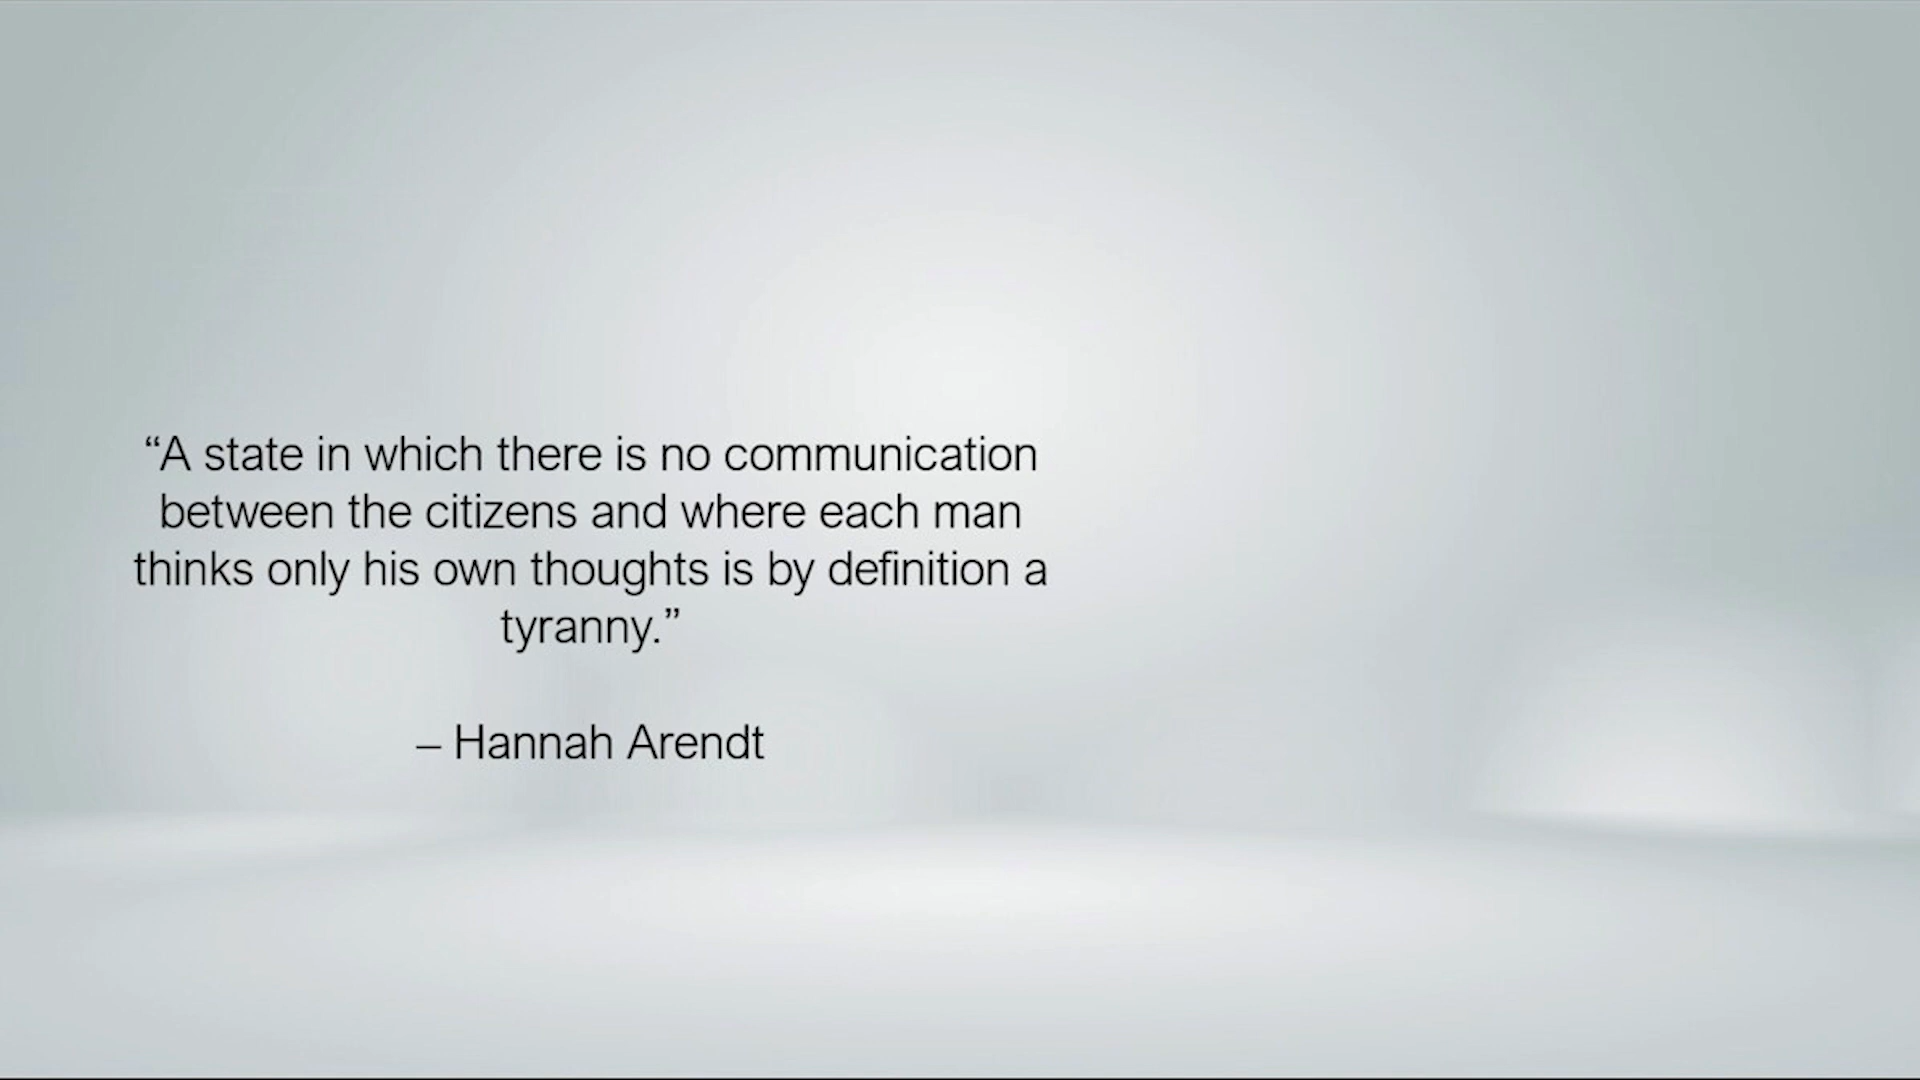 “A state in which there is no communication
between the citizens and where each man
thinks only his own thoughts is by definition a
tyranny.”
– Hannah Arendt